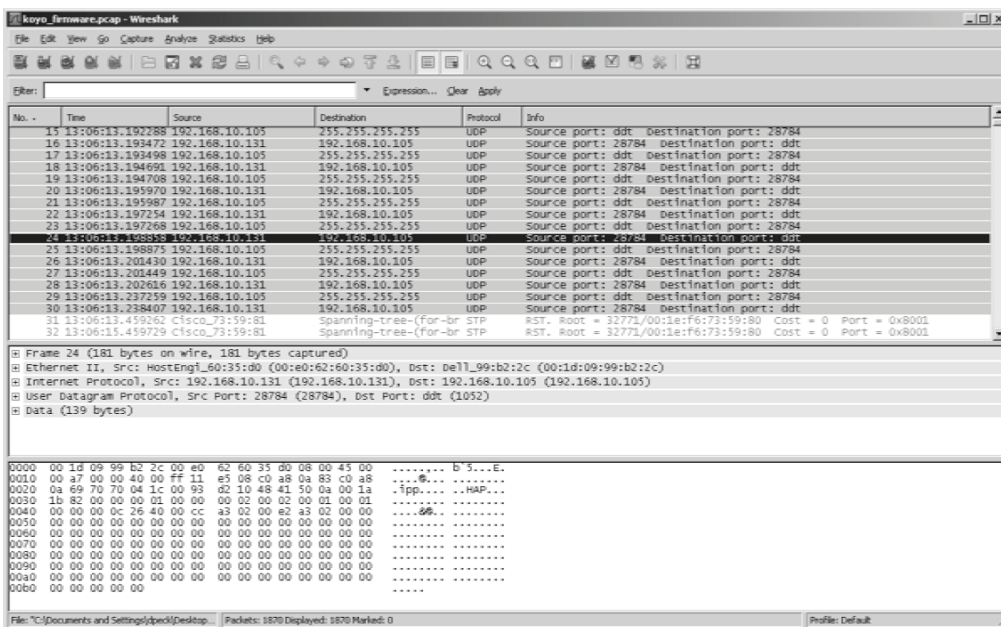 koyo_firmware.pcap - Wireshark
File Edit View Go Capture Analyze Statistics Help
Filter: Expression... Clear Apply
No. - Time Source Destination Protocol Info
15 13:06:13.192288 192.168.10.105 255.255.255.255 UDP Source port: ddt Destination port: 28784
16 13:06:13.193472 192.168.10.131 192.168.10.105 UDP Source port: 28784 Destination port: ddt
17 13:06:13.193498 192.168.10.105 255.255.255.255 UDP Source port: ddt Destination port: 28784
18 13:06:13.194691 192.168.10.131 192.168.10.105 UDP Source port: 28784 Destination port: ddt
19 13:06:13.194708 192.168.10.105 255.255.255.255 UDP Source port: ddt Destination port: 28784
20 13:06:13.195970 192.168.10.131 192.168.10.105 UDP Source port: 28784 Destination port: ddt
21 13:06:13.195987 192.168.10.105 255.255.255.255 UDP Source port: ddt Destination port: 28784
22 13:06:13.197254 192.168.10.131 192.168.10.105 UDP Source port: 28784 Destination port: ddt
23 13:06:13.197268 192.168.10.105 255.255.255.255 UDP Source port: ddt Destination port: 28784
24 13:06:13.198858 192.168.10.131 192.168.10.105 UDP Source port: 28784 Destination port: ddt
25 13:06:13.198875 192.168.10.105 255.255.255.255 UDP Source port: ddt Destination port: 28784
26 13:06:13.201430 192.168.10.131 192.168.10.105 UDP Source port: 28784 Destination port: ddt
27 13:06:13.201449 192.168.10.105 255.255.255.255 UDP Source port: ddt Destination port: 28784
28 13:06:13.202616 192.168.10.131 192.168.10.105 UDP Source port: 28784 Destination port: ddt
29 13:06:13.237259 192.168.10.105 255.255.255.255 UDP Source port: ddt Destination port: 28784
30 13:06:13.238407 192.168.10.131 192.168.10.105 UDP Source port: 28784 Destination port: ddt
31 13:06:13.459262 Cisco_73:59:81 Spanning-tree-(for-br STP RST. Root = 32771/00:1e:f6:73:59:80 Cost = 0 Port = 0x8001
32 13:06:15.459729 Cisco_73:59:81 Spanning-tree-(for-br STP RST. Root = 32771/00:1e:f6:73:59:80 Cost = 0 Port = 0x8001
Frame 24 (181 bytes on wire, 181 bytes captured)
Ethernet II, Src: HostEngi_60:35:d0 (00:e0:62:60:35:d0), Dst: Dell_99:b2:2c (00:1d:09:99:b2:2c)
Internet Protocol, Src: 192.168.10.131 (192.168.10.131), Dst: 192.168.10.105 (192.168.10.105)
User Datagram Protocol, Src Port: 28784 (28784), Dst Port: ddt (1052)
Data (139 bytes)
0000 00 1d 09 99 b2 2c 00 e0 62 60 35 d0 08 00 45 00 .....,.. b`5...E.
0010 00 a7 00 00 40 00 ff 11 e5 08 c0 a8 0a 83 c0 a8 ....@... ........
0020 0a 69 70 70 04 1c 00 93 d2 10 48 41 50 0a 00 1a .ipp.... ..HAP...
0030 1b 82 00 00 00 01 00 00 00 02 00 02 00 01 00 01 ........ ........
0040 00 00 00 0c 26 40 00 cc a3 02 00 e2 a3 02 00 00 ....&@.. ........
0050 00 00 00 00 00 00 00 00 00 00 00 00 00 00 00 00 ........ ........
0060 00 00 00 00 00 00 00 00 00 00 00 00 00 00 00 00 ........ ........
0070 00 00 00 00 00 00 00 00 00 00 00 00 00 00 00 00 ........ ........
0080 00 00 00 00 00 00 00 00 00 00 00 00 00 00 00 00 ........ ........
0090 00 00 00 00 00 00 00 00 00 00 00 00 00 00 00 00 ........ ........
00a0 00 00 00 00 00 00 00 00 00 00 00 00 00 00 00 00 ........ ........
00b0 00 00 00 00 00 .....
File: "C:\Documents and Settings\dpeck\Desktop... Packets: 1870 Displayed: 1870 Marked: 0 Profile: Default